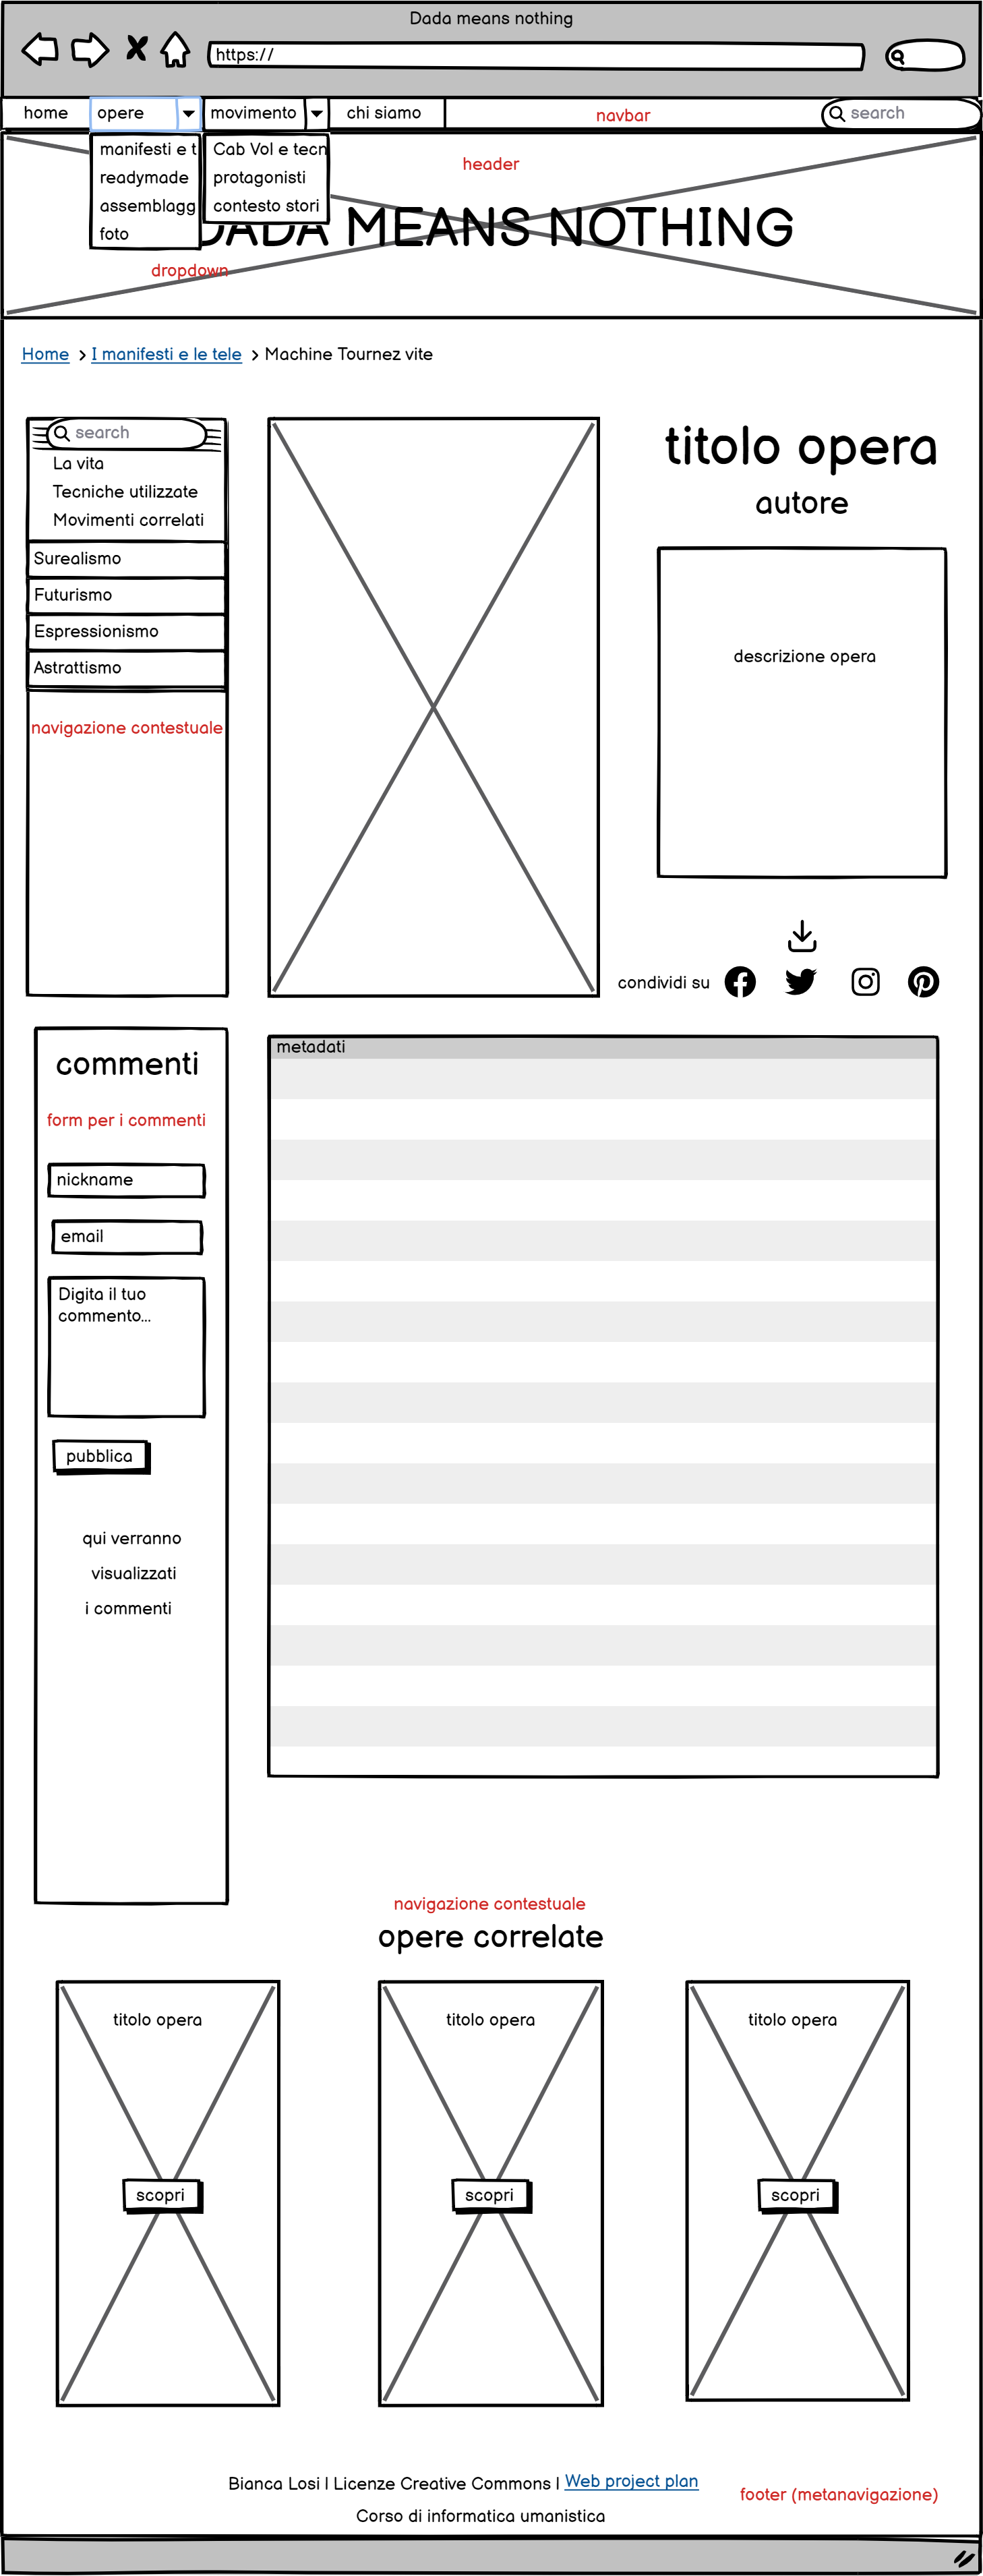 Dada means nothing
https://
home
opere
movimento
chi siamo
navbar
search
manifesti e t
readymade
assemblagg
foto
Cab Vol e tecn
protagonisti
contesto stori
header
DADA MEANS NOTHING
dropdown
Home > I manifesti e le tele > Machine Tournez vite
search
La vita
Tecniche utilizzate
Movimenti correlati
Surealismo
Futurismo
Espressionismo
Astrattismo
navigazione contestuale
titolo opera
autore
descrizione opera
condividi su
commenti
form per i commenti
nickname
email
Digita il tuo
commento...
pubblica
qui verranno
visualizzati
i commenti
metadati
navigazione contestuale
opere correlate
titolo opera
scopri
titolo opera
scopri
titolo opera
scopri
Bianca Losi | Licenze Creative Commons | Web project plan
Corso di informatica umanistica
footer (metanavigazione)